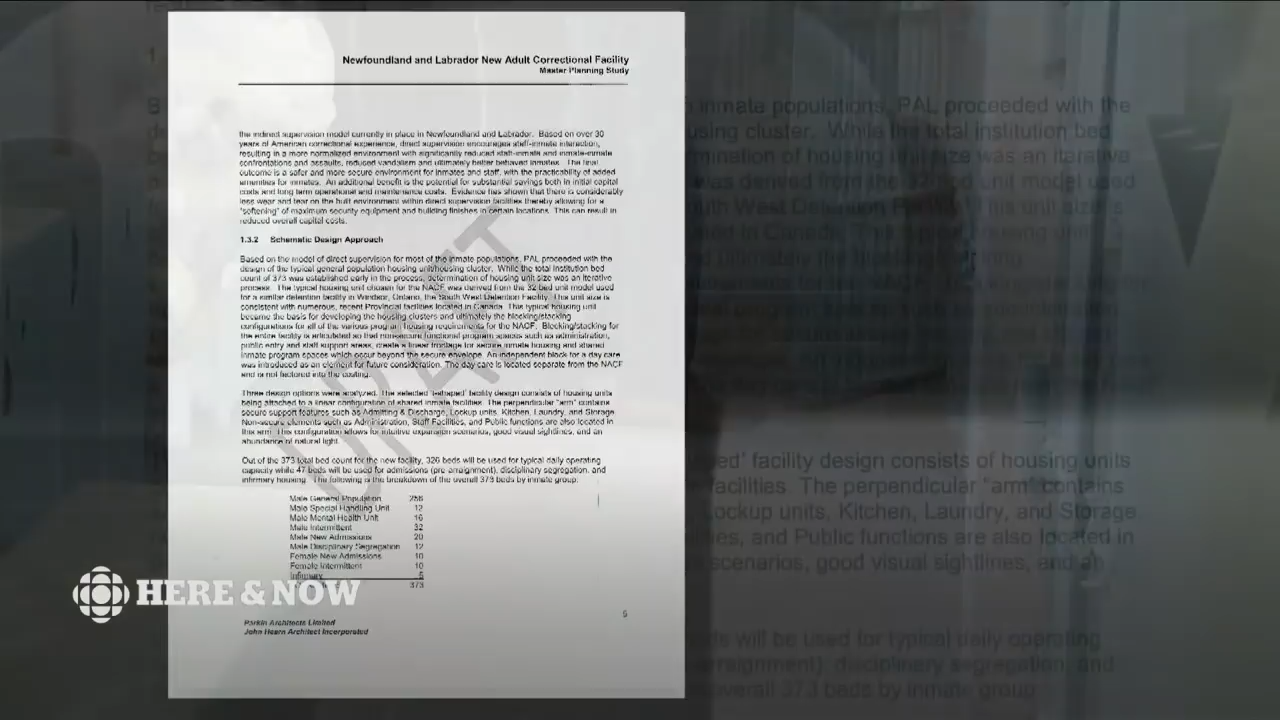 Newfoundland and Labrador New Adult Correctional Facility
Master Planning Study
the indirect supervision model currently in place in Newfoundland and Labrador. Based on over 30
years of American correctional experience, direct supervision encourages staff-inmate interaction,
resulting in a more normalized environment with significantly reduced staff-inmate and inmate-inmate
confrontations and assaults, reduced vandalism and ultimately better behaved inmates. The final
outcome is a safer and more secure environment for inmates and staff, with the practicability of added
amenities for inmates. An additional benefit is the potential for substantial savings both in initial capital
costs and long term operational and maintenance costs. Evidence has shown that there is considerably
less wear and tear on the built environment within direct supervision facilities thereby allowing for a
"softening" of maximum security equipment and building finishes in certain locations. This can result in
reduced overall capital costs.
1.3.2 Schematic Design Approach
Based on the model of direct supervision for most of the inmate populations, PAL proceeded with the
design of the typical general population housing unit/housing cluster. While the total institution bed
count of 373 was established early in the process, determination of housing unit size was an iterative
process. The typical housing unit chosen for the NACF was derived from the 32 bed unit model used
for a similar detention facility in Windsor, Ontario, the South West Detention Facility. This unit size is
consistent with numerous, recent Provincial facilities located in Canada. This typical housing unit
became the basis for developing the housing clusters and ultimately the blocking/stacking
configurations for all of the various program housing requirements for the NACF. Blocking/stacking for
the entire facility is articulated so that non-secure functional program spaces such as administration,
public entry and staff support areas, create a linear frontage for secure inmate housing and shared
inmate program spaces which occur beyond the secure envelope. An independent block for a day care
was introduced as an element for future consideration. The day care is located separate from the NACF
and is not factored into the costing.
Three design options were analyzed. The selected facility design consists of housing units
being attached to a linear configuration of shared inmate facilities. The perpendicular "arm" contains
secure support features such as Admitting & Discharge, Lockup units, Kitchen, Laundry, and Storage.
Non-secure elements such as Administration, Staff Facilities, and Public functions are also located in
this arm. This configuration allows for intuitive expansion scenarios, good visual sightlines, and an
abundance of natural light.
Out of the 373 total bed count for the new facility, 326 beds will be used for typical daily operating
capacity while 47 beds will be used for admissions (pre-arraignment), disciplinary segregation, and
infirmary housing. The following is the breakdown of the overall 373 beds by inmate group:
Male General Population 256
Male Special Handling Unit 12
Male Mental Health Unit 16
Male Intermittent 32
Male New Admissions 20
Male Disciplinary Segregation 12
Female New Admissions 10
Female Intermittent 10
Infirmary 5
373
DRAFT
6
Parkin Architects Limited
John Hearn Architect Incorporated
HERE & NOW